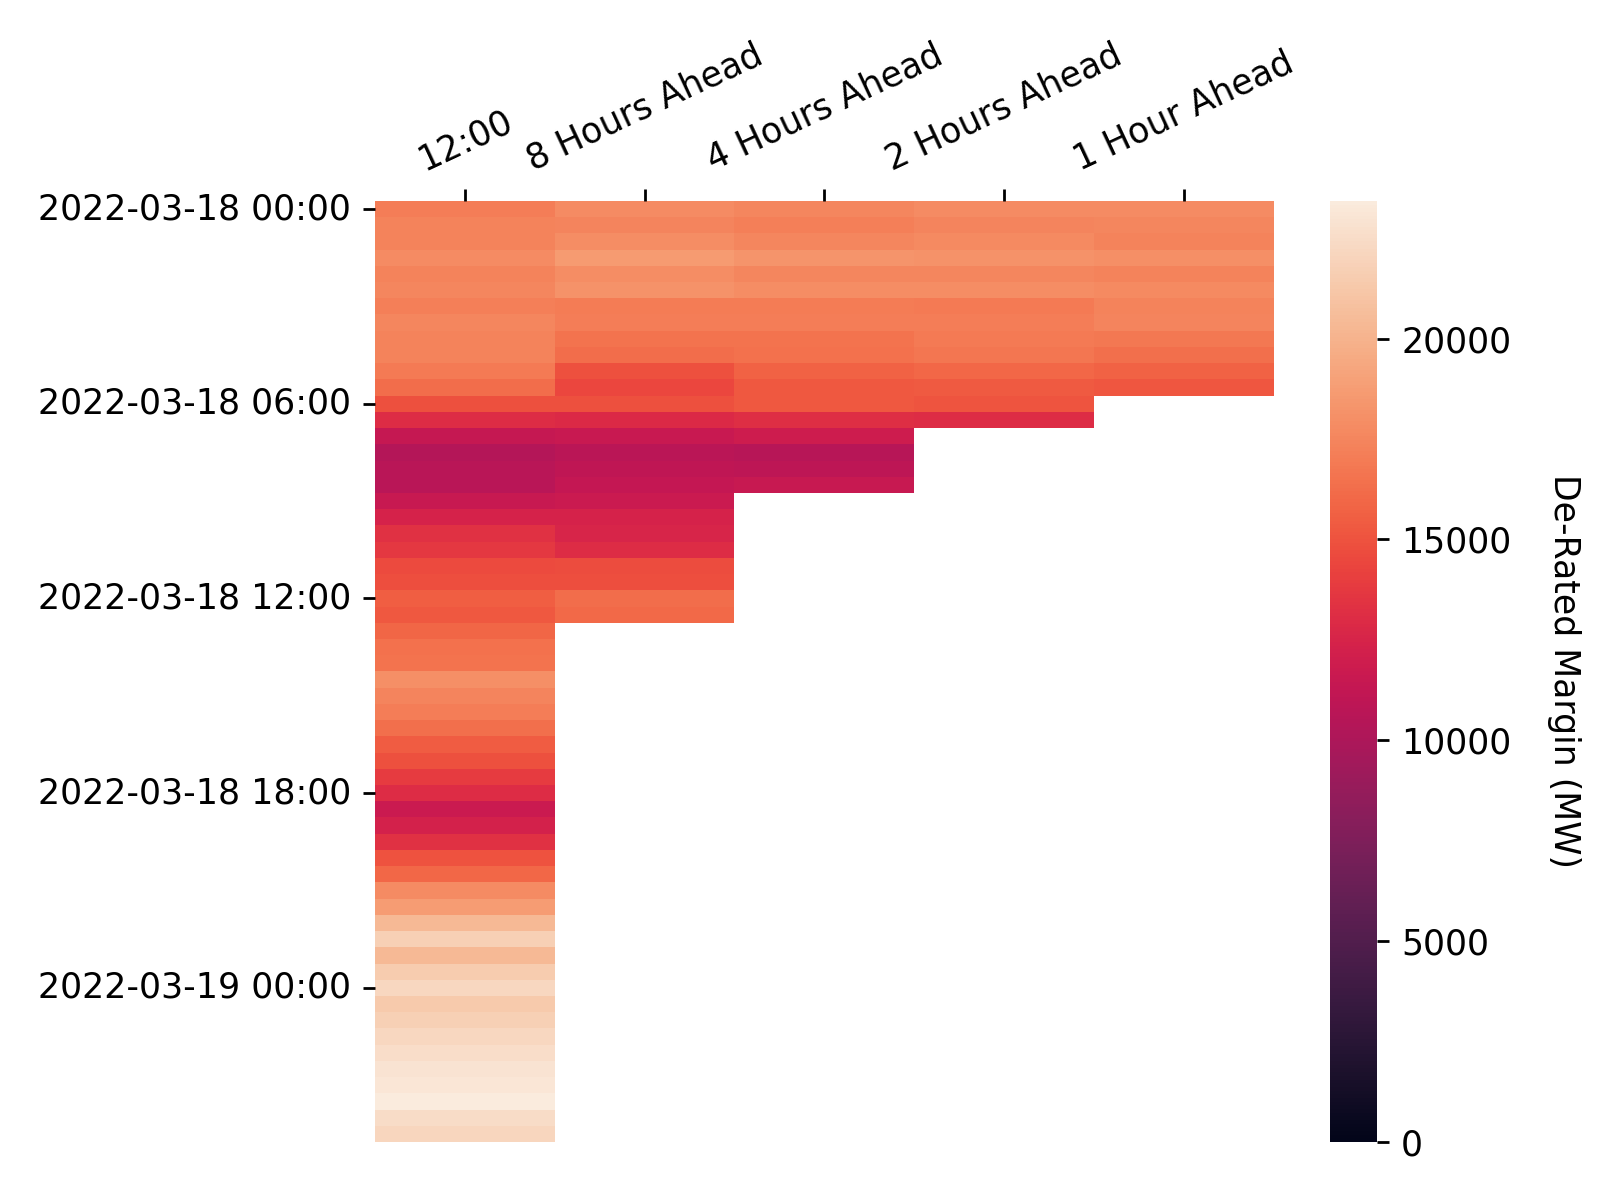 12:00
8 Hours Ahead
4 Hours Ahead
2 Hours Ahead
1 Hour Ahead
2022-03-18 00:00
2022-03-18 06:00
2022-03-18 12:00
2022-03-18 18:00
2022-03-19 00:00
20000
15000
10000
5000
0
De-Rated Margin (MW)